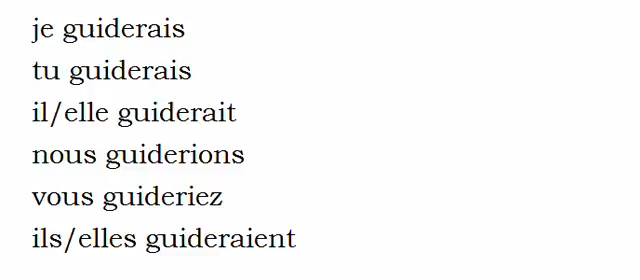 je guiderais
tu guiderais
il/elle guiderait
nous guiderions
vous guideriez
ils/elles guideraient